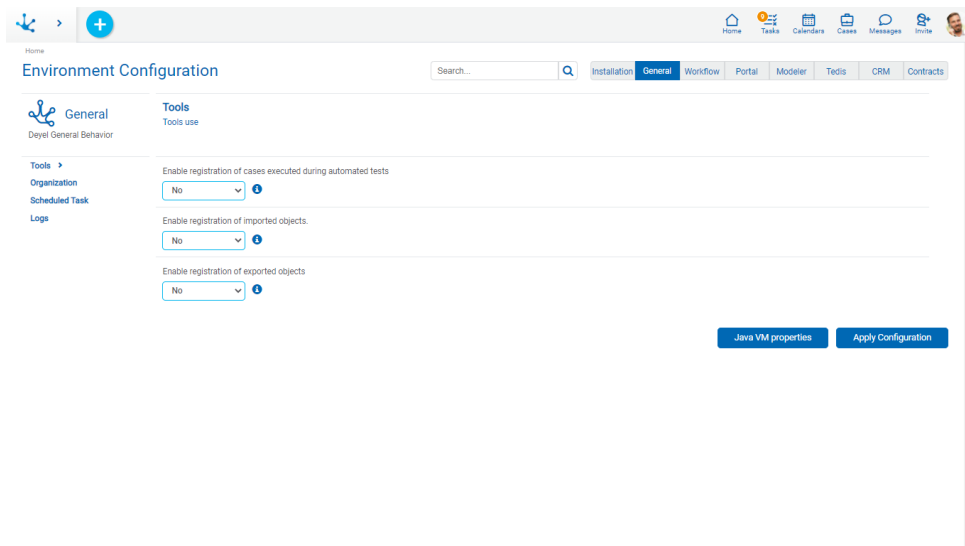 Home
9
Tasks
Calendars
Cases
Messages
Invite
Home
Environment Configuration
Search...
Installation
General
Workflow
Portal
Modeler
Tedis
CRM
Contracts
General
Deyel General Behavior
Tools
Organization
Scheduled Task
Logs
Tools
Tools use
Enable registration of cases executed during automated tests
No
Enable registration of imported objects.
No
Enable registration of exported objects
No
Java VM properties
Apply Configuration